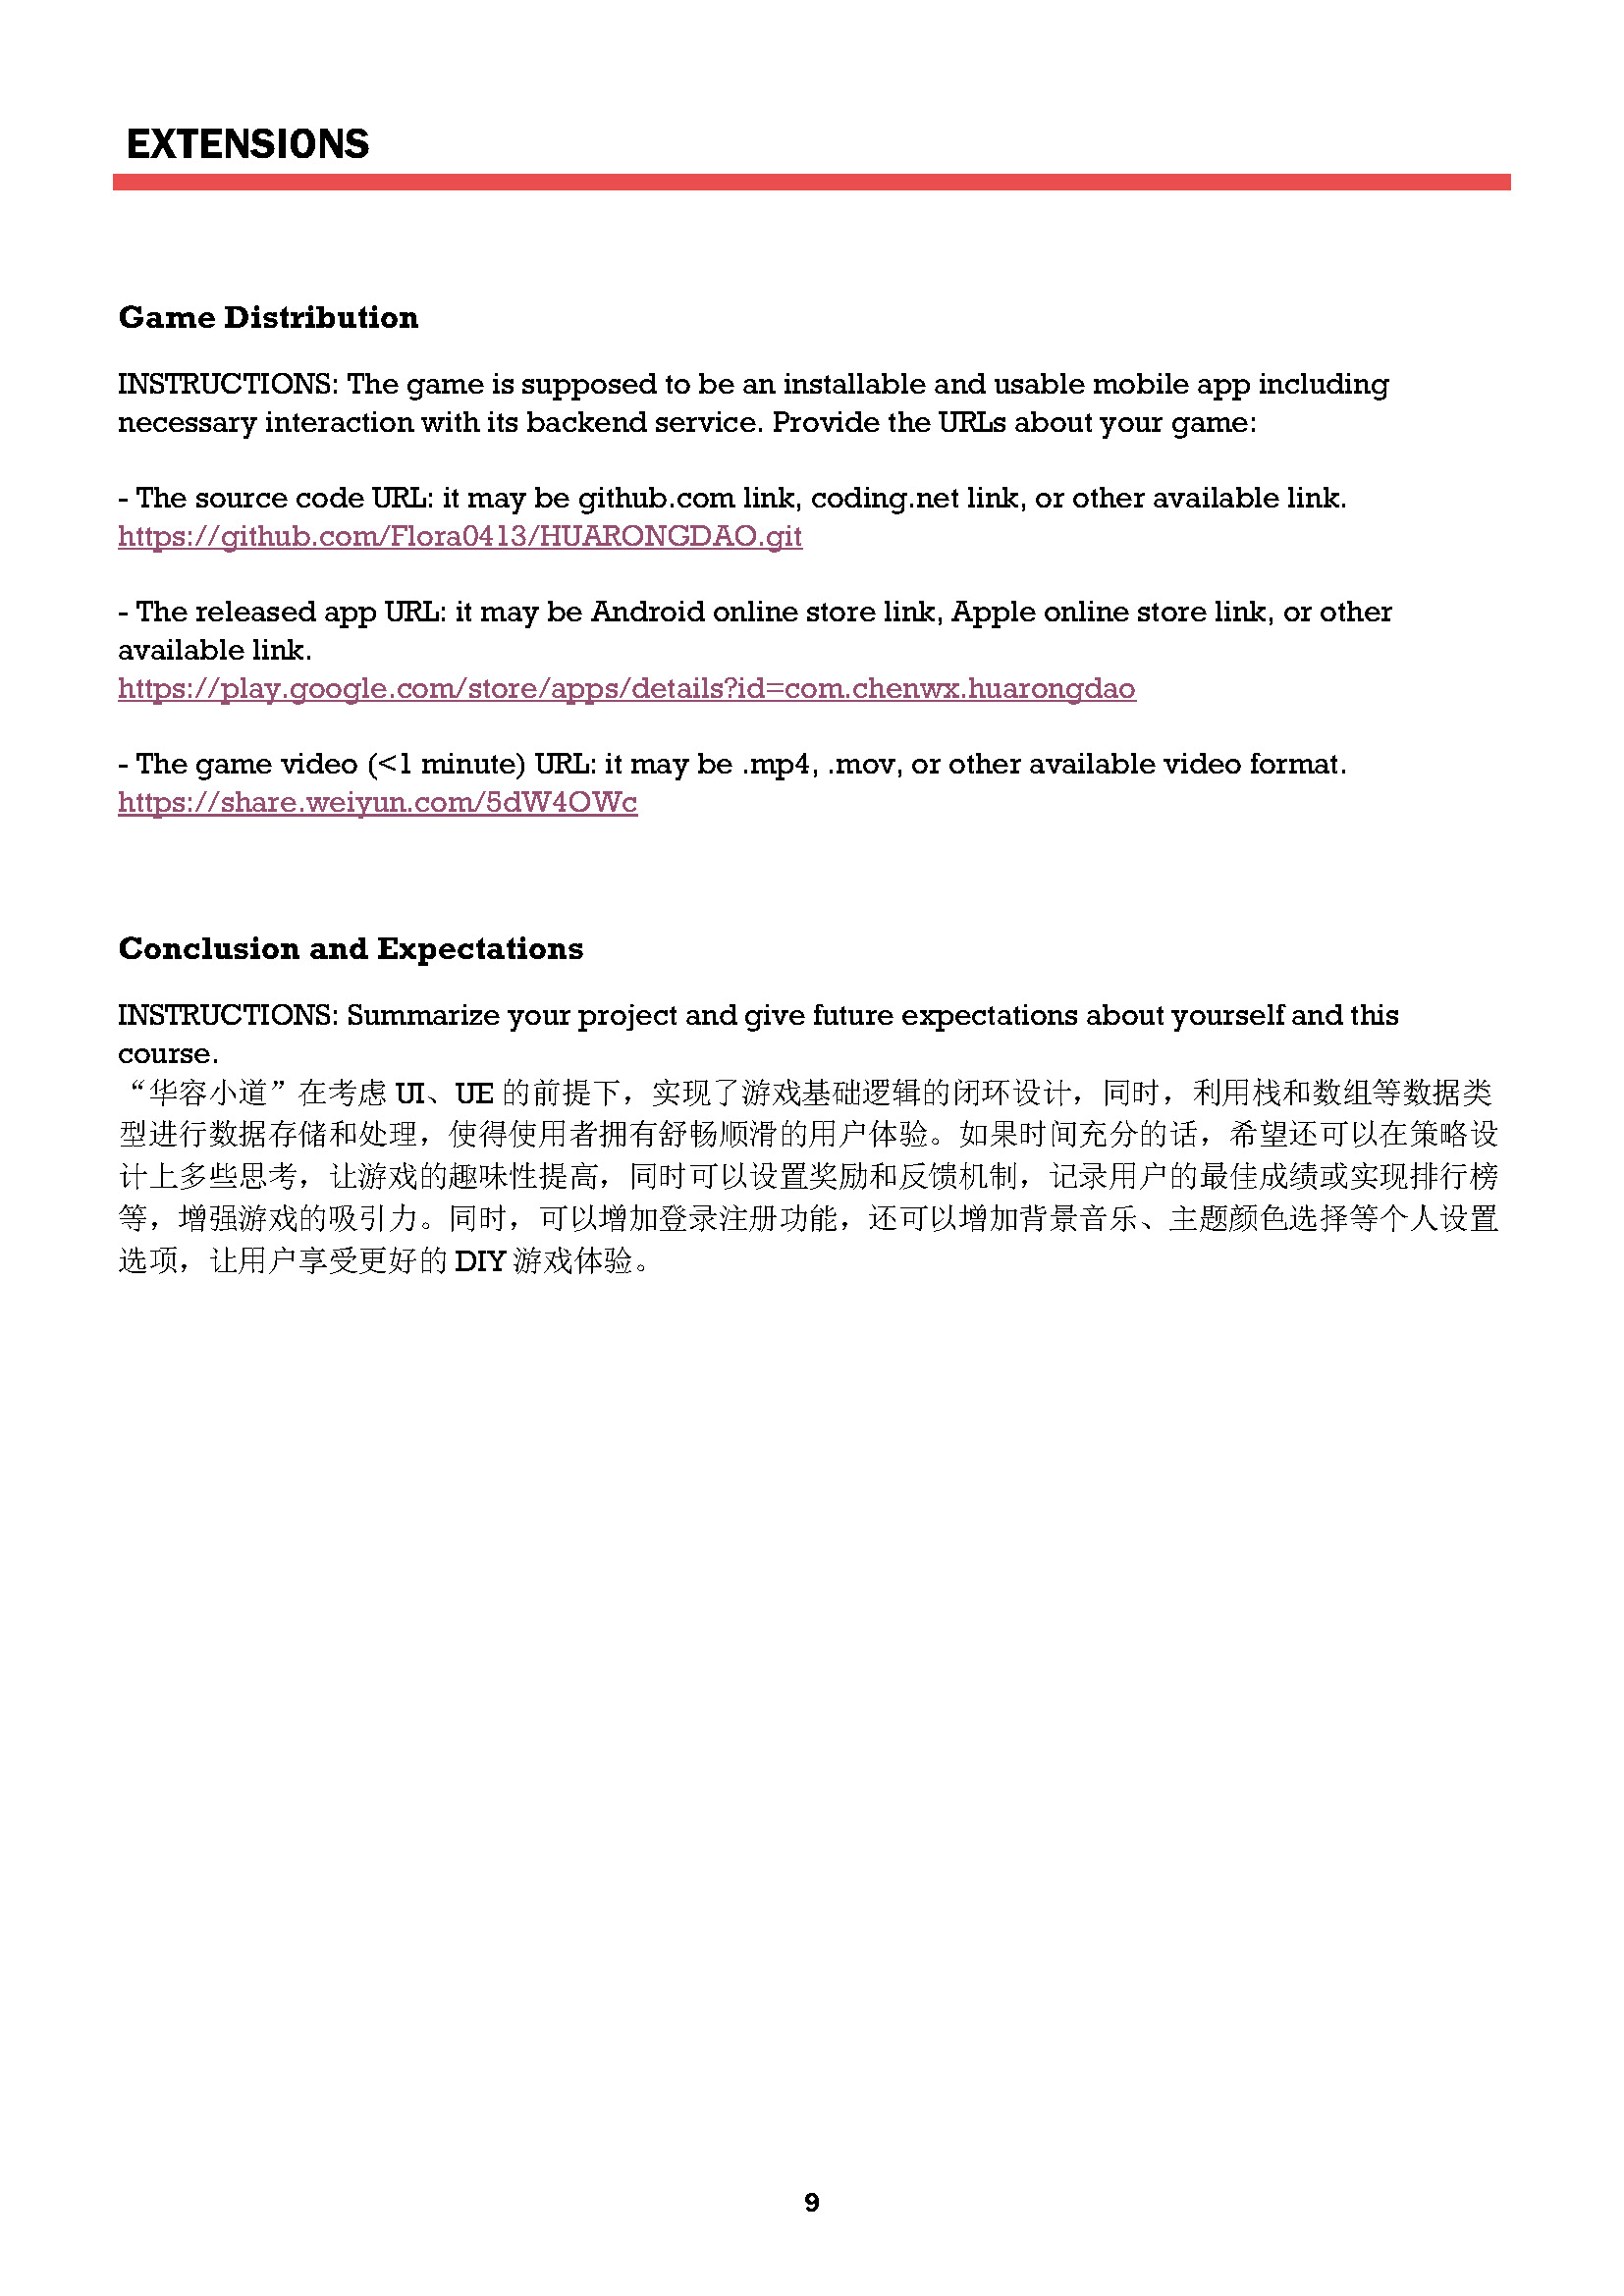 EXTENSIONS
Game Distribution
INSTRUCTIONS: The game is supposed to be an installable and usable mobile app including
necessary interaction with its backend service. Provide the URLs about your game:
- The source code URL: it may be github.com link, coding.net link, or other available link.
https://github.com/Flora0413/HUARONGDAO.git
- The released app URL: it may be Android online store link, Apple online store link, or other
available link.
https://play.google.com/store/apps/details?id=com.chenwx.huarongdao
- The game video (<1 minute) URL: it may be .mp4, .mov, or other available video format.
https://share.weiyun.com/5dW4OWc
Conclusion and Expectations
INSTRUCTIONS: Summarize your project and give future expectations about yourself and this
course.
“华容小道”在考虑 UI、UE 的前提下，实现了游戏基础逻辑的闭环设计，同时，利用栈和数组等数据类
型进行数据存储和处理，使得使用者拥有舒畅顺滑的用户体验。如果时间充分的话，希望还可以在策略设
计上多些思考，让游戏的趣味性提高，同时可以设置奖励和反馈机制，记录用户的最佳成绩或实现排行榜
等，增强游戏的吸引力。同时，可以增加登录注册功能，还可以增加背景音乐、主题颜色选择等个人设置
选项，让用户享受更好的 DIY 游戏体验。
9